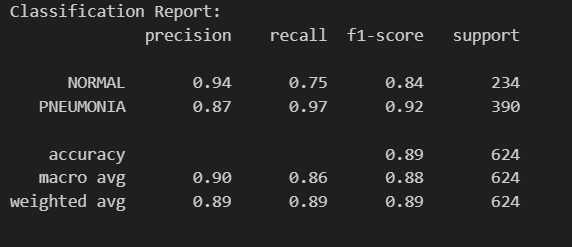 Classification Report:
precision recall f1-score support
NORMAL 0.94 0.75 0.84 234
PNEUMONIA 0.87 0.97 0.92 390
accuracy 0.89 624
macro avg 0.90 0.86 0.88 624
weighted avg 0.89 0.89 0.89 624